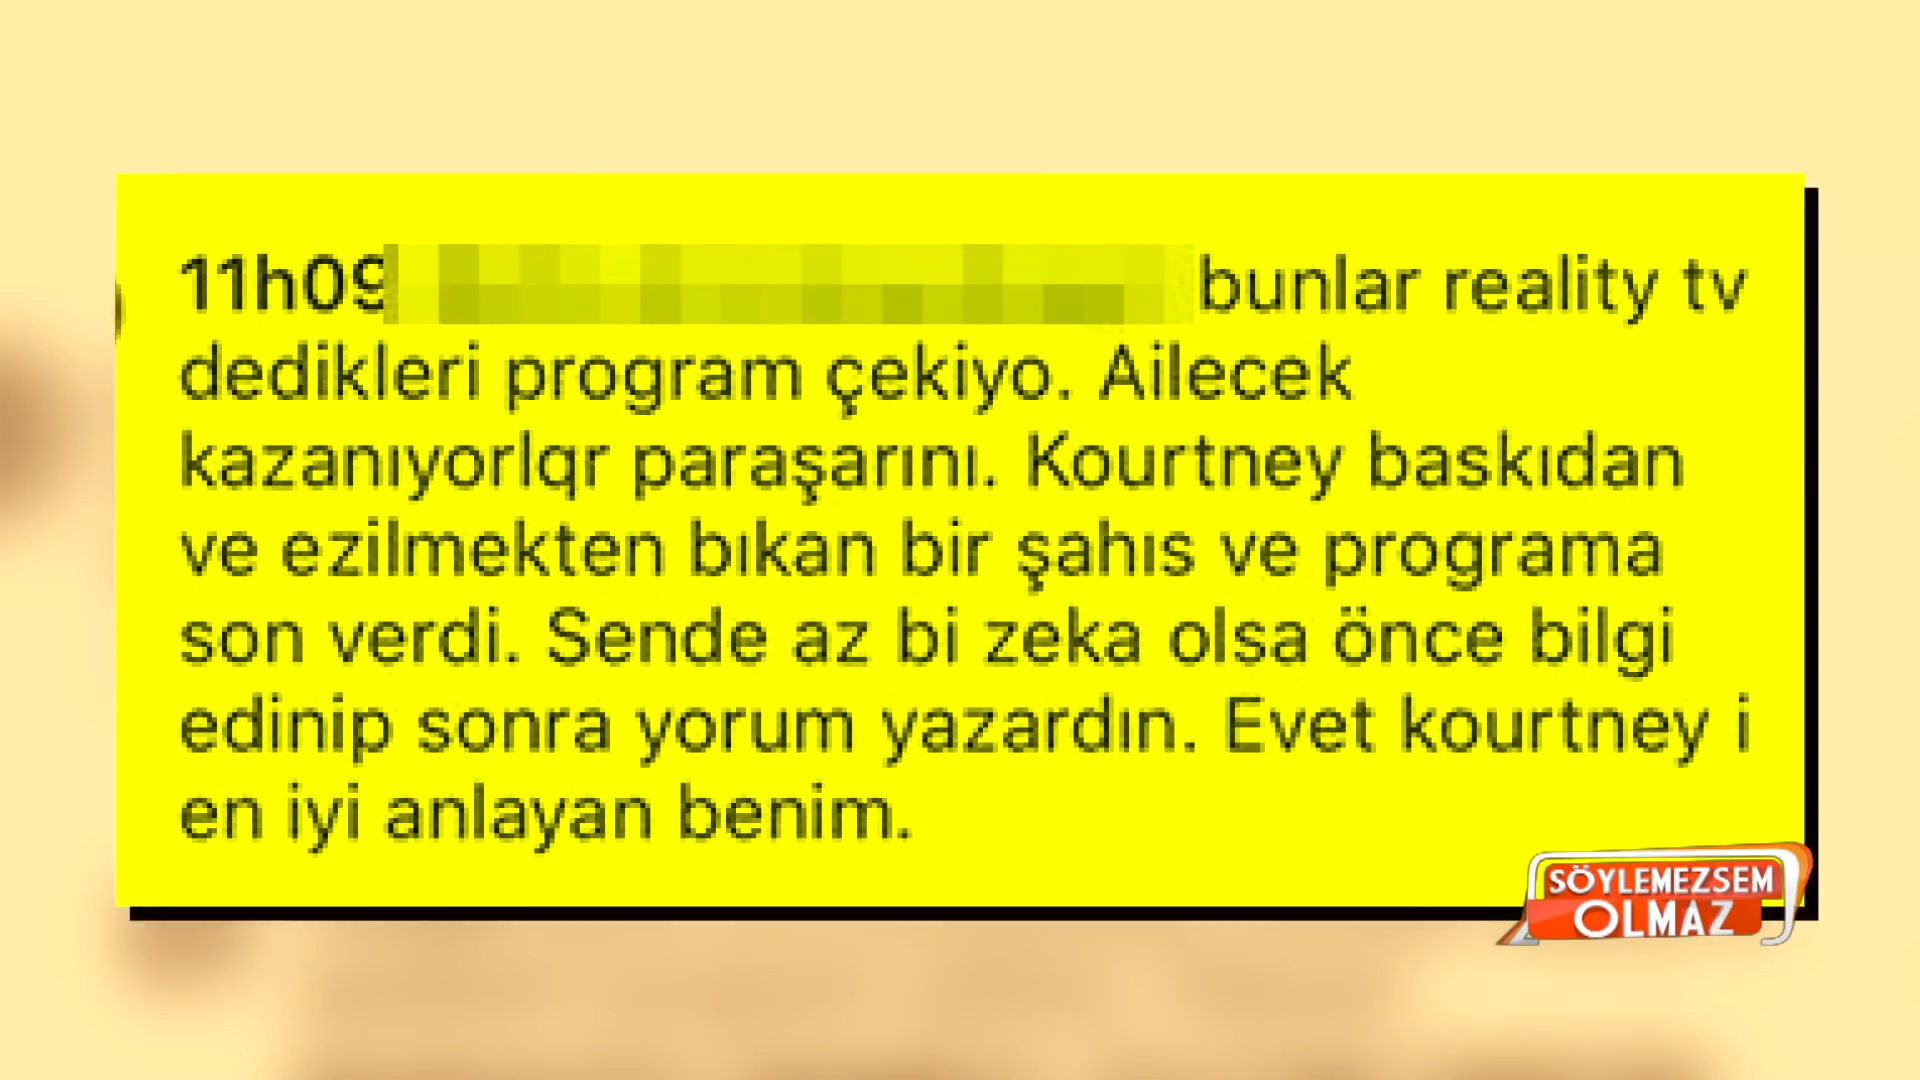 11h09 bunlar reality tv
dedikleri program çekiyo. Ailecek
kazanıyorlqr paraşarını. Kourtney baskıdan
ve ezilmekten bıkan bir şahıs ve programa
son verdi. Sende az bi zeka olsa önce bilgi
edinip sonra yorum yazardın. Evet kourtney i
en iyi anlayan benim.
SÖYLEMEZSEM
OLMAZ